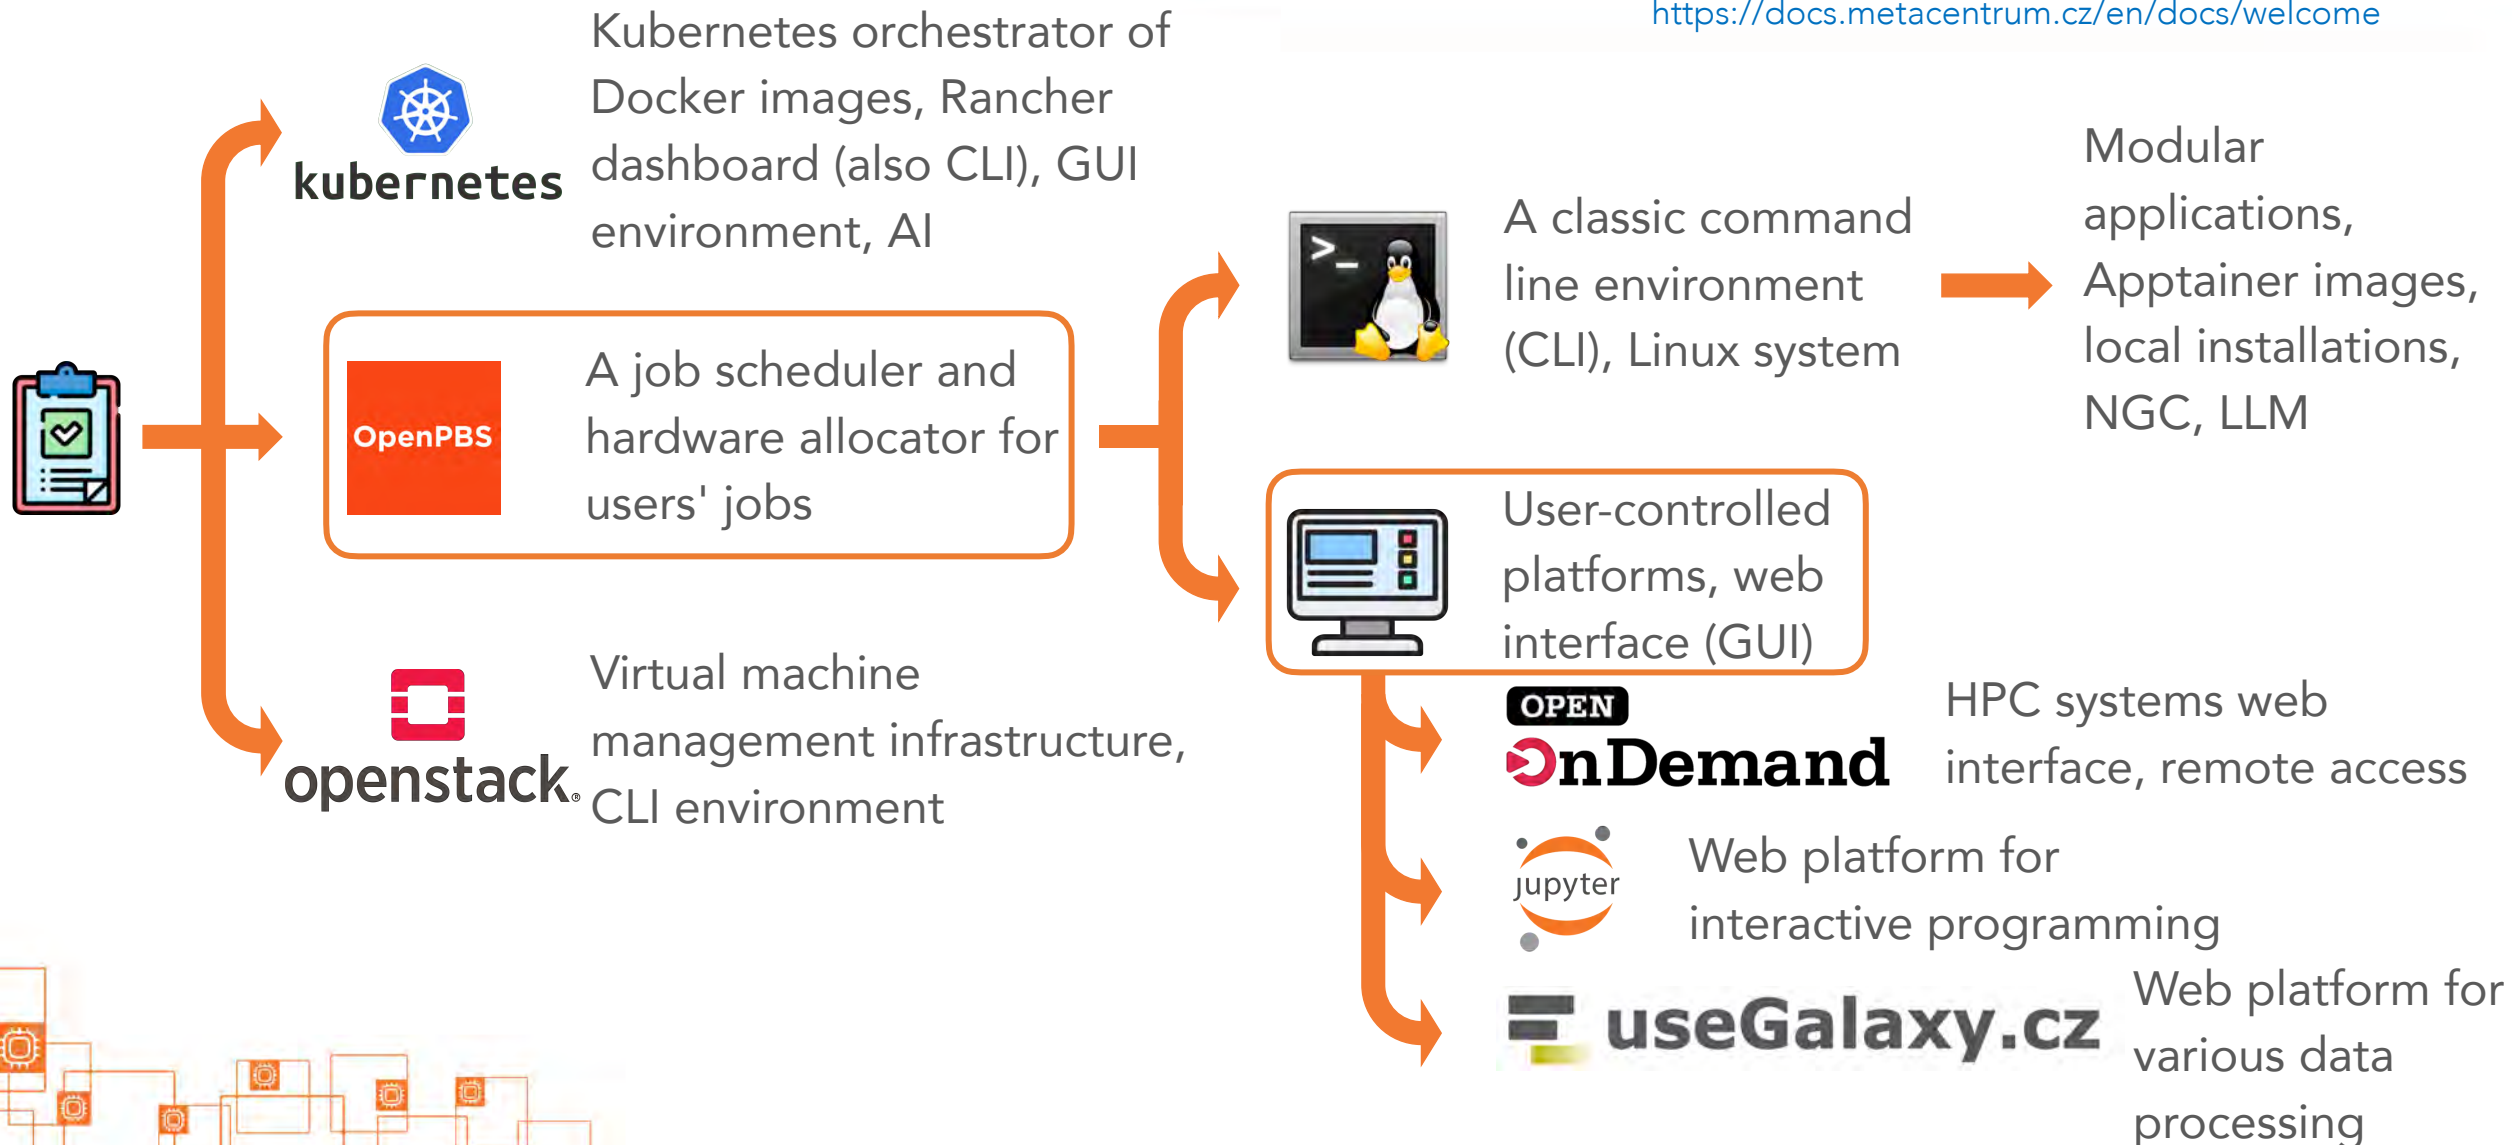 https://docs.metacentrum.cz/en/docs/welcome
kubernetes
Kubernetes orchestrator of
Docker images, Rancher
dashboard (also CLI), GUI
environment, AI
OpenPBS
A job scheduler and
hardware allocator for
users' jobs
openstack®
Virtual machine
management infrastructure,
CLI environment
>_
A classic command
line environment
(CLI), Linux system
Modular
applications,
Apptainer images,
local installations,
NGC, LLM
User-controlled
platforms, web
interface (GUI)
OPEN
OnDemand
HPC systems web
interface, remote access
jupyter
Web platform for
interactive programming
useGalaxy.cz
Web platform for
various data
processing